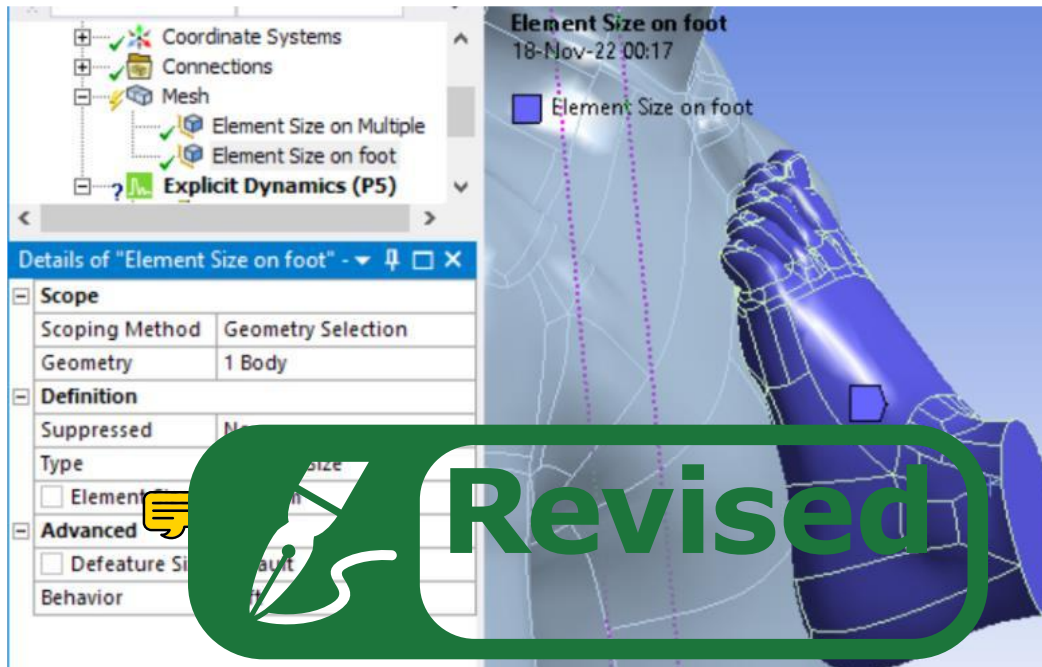 Coordinate Systems
Connections
Mesh
Element Size on Multiple
Element Size on foot
Explicit Dynamics (P5)
Details of "Element Size on foot" -
Scope
Scoping Method Geometry Selection
Geometry 1 Body
Definition
Suppressed
Type
Element
Advanced
Defeature
Behavior
Element Size on foot
18-Nov-22 00:17
Element Size on foot
Revised